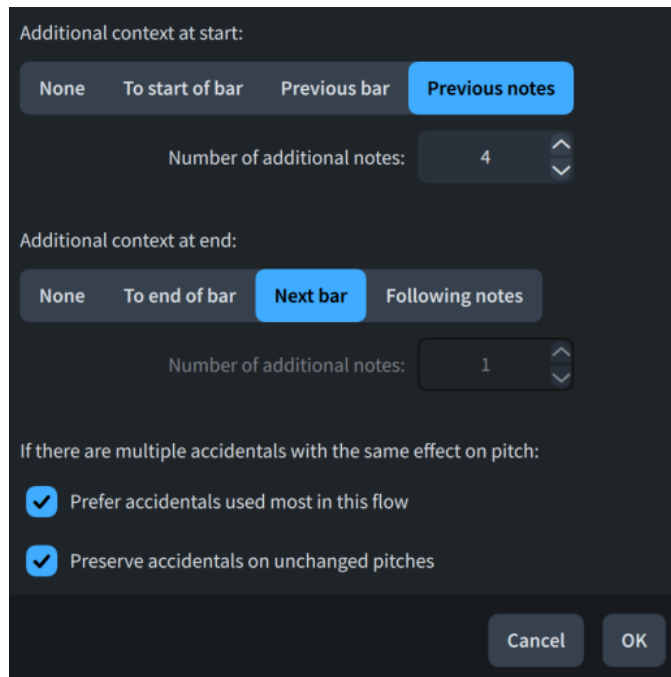 Additional context at start:
None To start of bar Previous bar Previous notes
Number of additional notes: 4
Additional context at end:
None To end of bar Next bar Following notes
Number of additional notes: 1
If there are multiple accidentals with the same effect on pitch:
Prefer accidentals used most in this flow
Preserve accidentals on unchanged pitches
Cancel OK